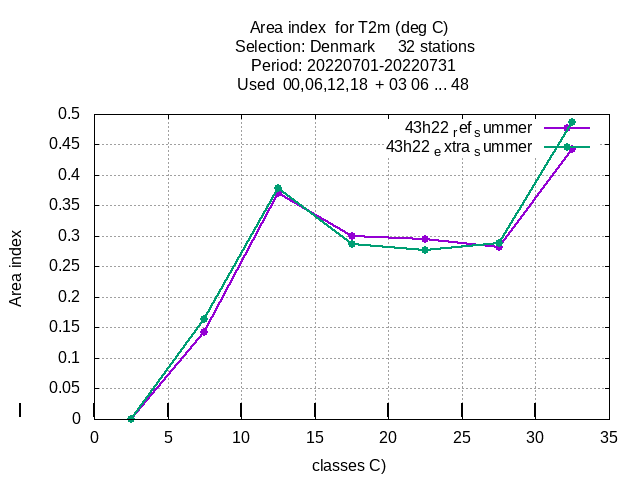 Area index for T2m (deg C)
Selection: Denmark 32 stations
Period: 20220701-20220731
Used 00,06,12,18 + 03 06 ... 48
0.5
0.45
0.4
0.35
0.3
0.25
0.2
0.15
0.1
0.05
0
43h22 ref summer
43h22 extra summer
Area index
0 5 10 15 20 25 30 35
classes C)